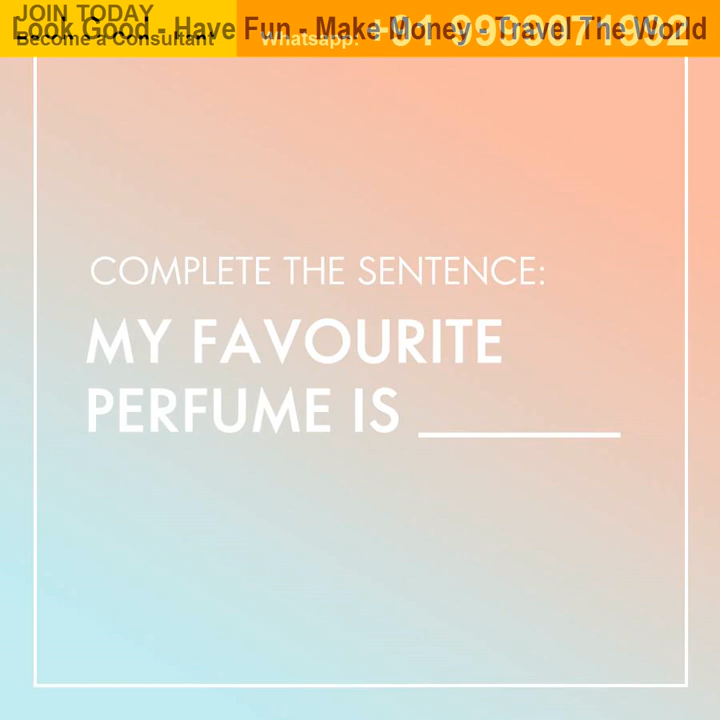 JOIN TODAY
Look Good - Have Fun - Make Money - Travel The World
Become a Consultant
Whatsapp: +91
COMPLETE THE SENTENCE:
MY FAVOURITE
PERFUME IS